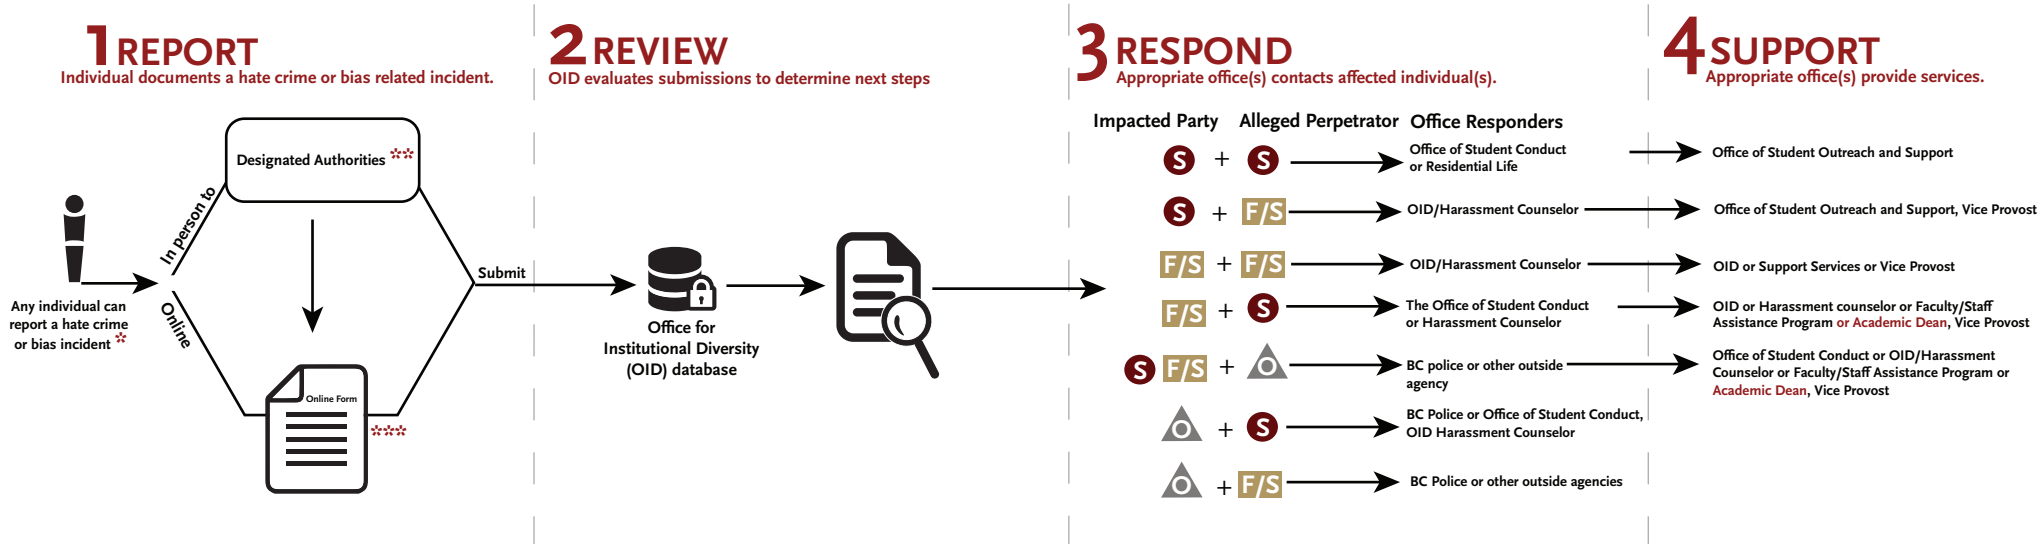 1 REPORT
Individual documents a hate crime or bias related incident.
Designated Authorities **
In person to
Any individual can
report a hate crime
or bias incident *
Online
Online Form
***
Submit
2 REVIEW
OID evaluates submissions to determine next steps
Office for
Institutional Diversity
(OID) database
3 RESPOND
Appropriate office(s) contacts affected individual(s).
Impacted Party Alleged Perpetrator Office Responders
S + S Office of Student Conduct
or Residential Life
S + F/S OID/Harassment Counselor
F/S + F/S OID/Harassment Counselor
F/S + S The Office of Student Conduct
or Harassment Counselor
S F/S + O BC police or other outside
agency
O + S BC Police or Office of Student Conduct,
OID Harassment Counselor
O + F/S BC Police or other outside agencies
4 SUPPORT
Appropriate office(s) provide services.
Office of Student Outreach and Support
Office of Student Outreach and Support, Vice Provost
OID or Support Services or Vice Provost
OID or Harassment counselor or Faculty/Staff
Assistance Program or Academic Dean, Vice Provost
Office of Student Conduct or OID/Harassment
Counselor or Faculty/Staff Assistance Program or
Academic Dean, Vice Provost